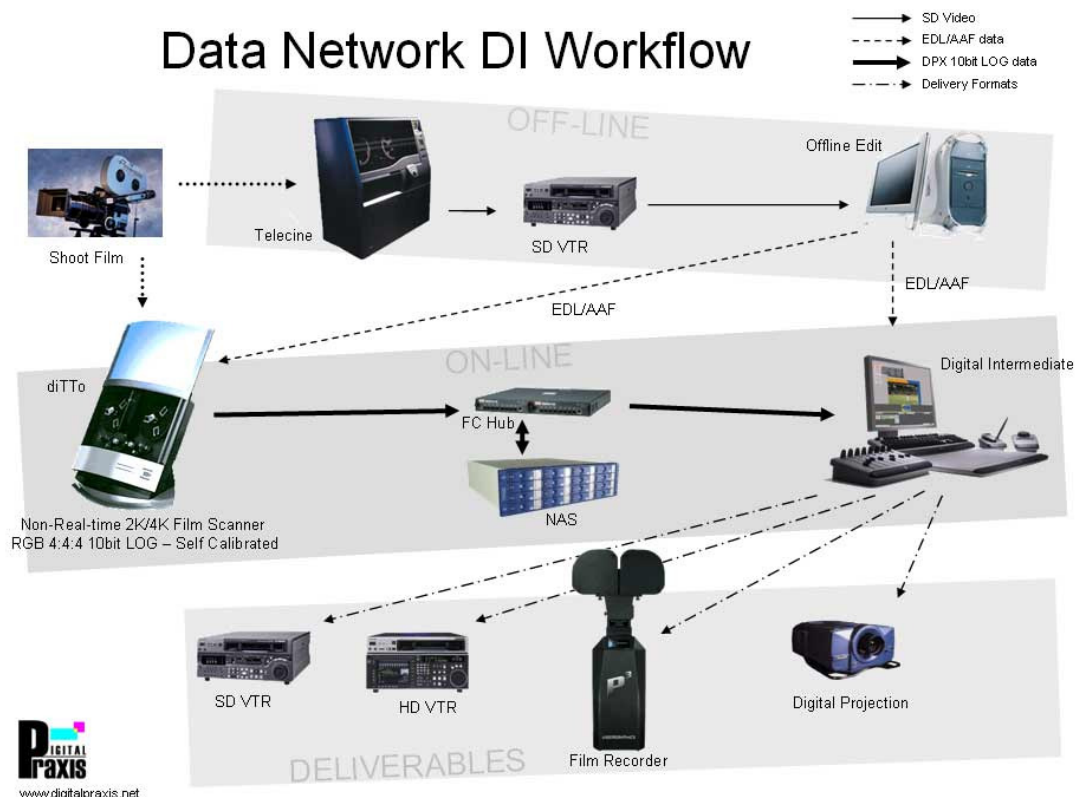 Data Network DI Workflow
SD Video
EDL/AAF data
DPX 10bit LOG data
Delivery Formats
OFF-LINE
Offline Edit
Shoot Film
Telecine
SD VTR
EDL/AAF
EDL/AAF
ON-LINE
diTTo
FC Hub
Digital Intermediate
NAS
Non-Real-time 2K/4K Film Scanner
RGB 4:4:4 10bit LOG – Self Calibrated
SD VTR
HD VTR
Film Recorder
Digital Projection
DELIVERABLES
DIGITAL
Praxis
www.digitalpraxis.net